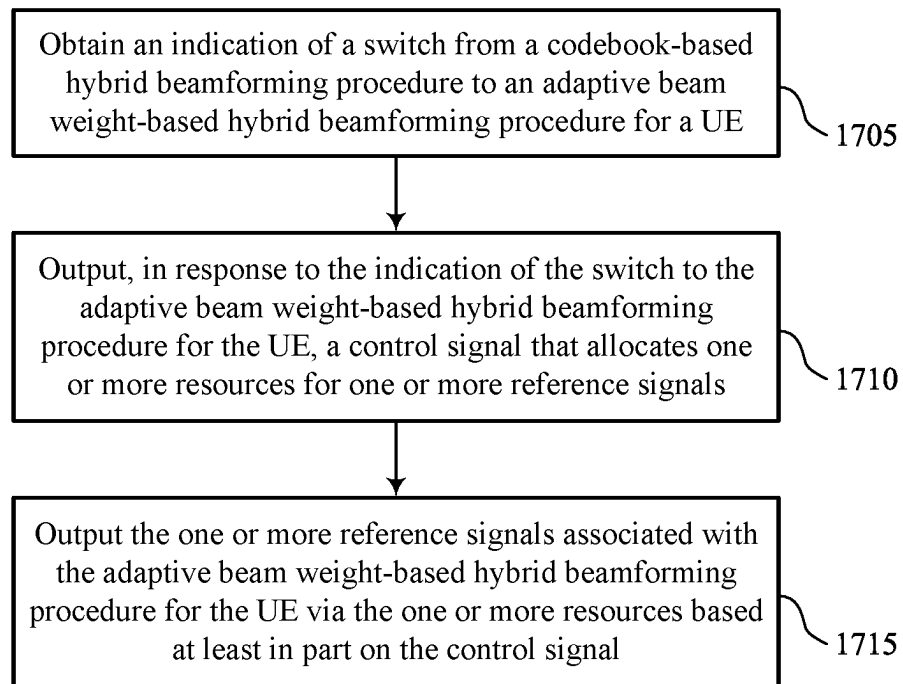 Obtain an indication of a switch from a codebook-based
hybrid beamforming procedure to an adaptive beam
weight-based hybrid beamforming procedure for a UE
1705
Output, in response to the indication of the switch to the
adaptive beam weight-based hybrid beamforming
procedure for the UE, a control signal that allocates one
or more resources for one or more reference signals
1710
Output the one or more reference signals associated with
the adaptive beam weight-based hybrid beamforming
procedure for the UE via the one or more resources based
at least in part on the control signal
1715